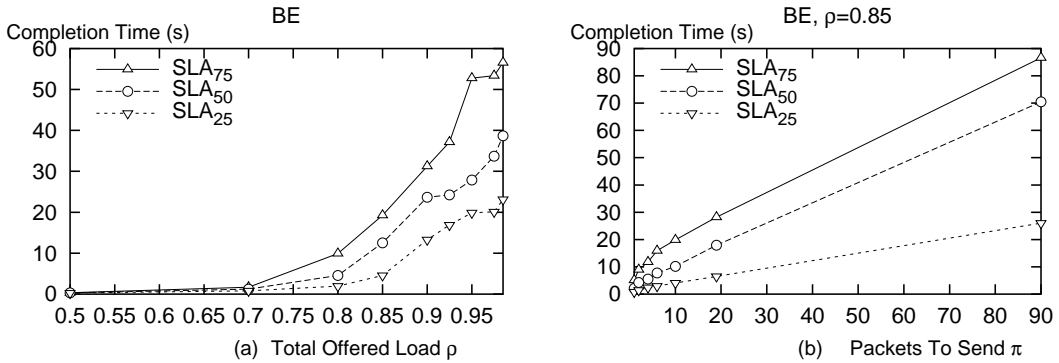 BE
Completion Time (s)
60
50
40
30
20
10
0
SLA75
SLA50
SLA25
0.5 0.55 0.6 0.65 0.7 0.75 0.8 0.85 0.9 0.95
(a) Total Offered Load ρ
BE, ρ=0.85
Completion Time (s)
90
80
70
60
50
40
30
20
10
0
SLA75
SLA50
SLA25
10 20 30 40 50 60 70 80 90
(b) Packets To Send π